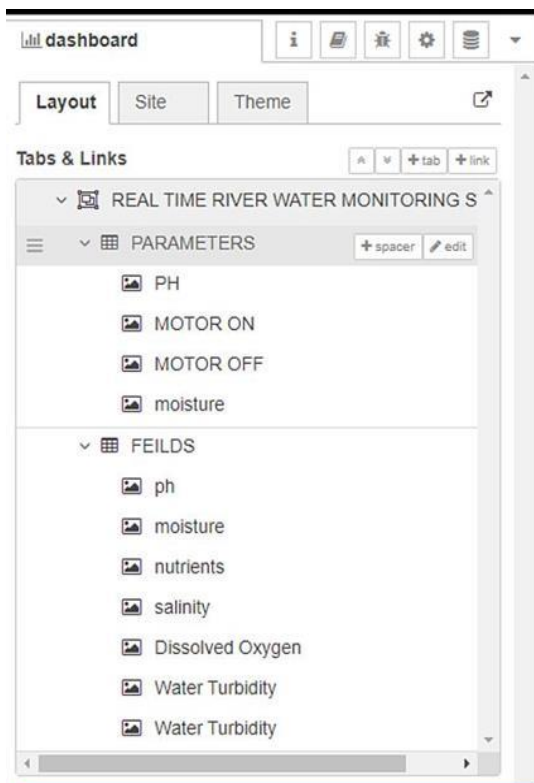 dashboard
Layout Site Theme
Tabs & Links +tab +link
REAL TIME RIVER WATER MONITORING S
PARAMETERS +spacer edit
PH
MOTOR ON
MOTOR OFF
moisture
FEILDS
ph
moisture
nutrients
salinity
Dissolved Oxygen
Water Turbidity
Water Turbidity